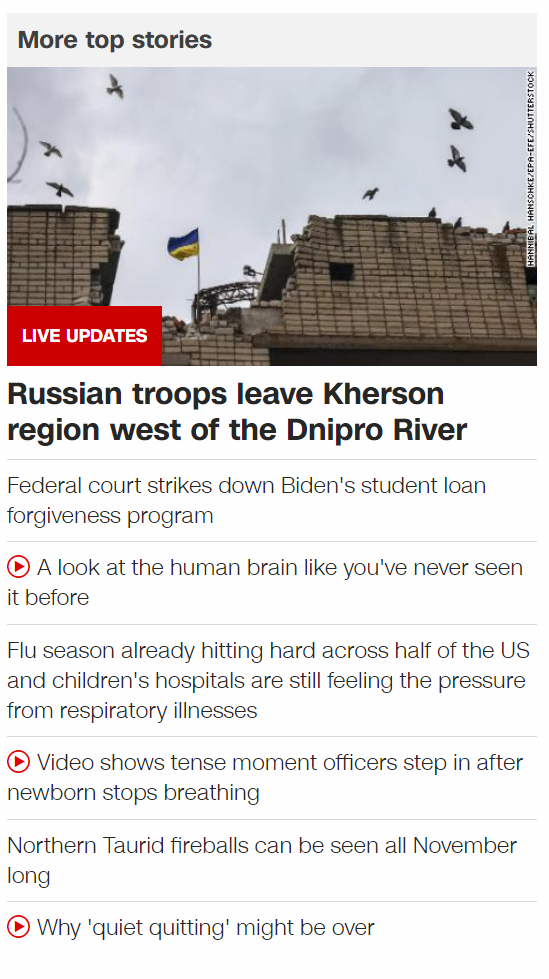 More top stories
HANNIBAL HANSCHKE/EPA-EFE/SHUTTERSTOCK
LIVE UPDATES
Russian troops leave Kherson
region west of the Dnipro River
Federal court strikes down Biden's student loan
forgiveness program
A look at the human brain like you've never seen
it before
Flu season already hitting hard across half of the US
and children's hospitals are still feeling the pressure
from respiratory illnesses
Video shows tense moment officers step in after
newborn stops breathing
Northern Taurid fireballs can be seen all November
long
Why 'quiet quitting' might be over